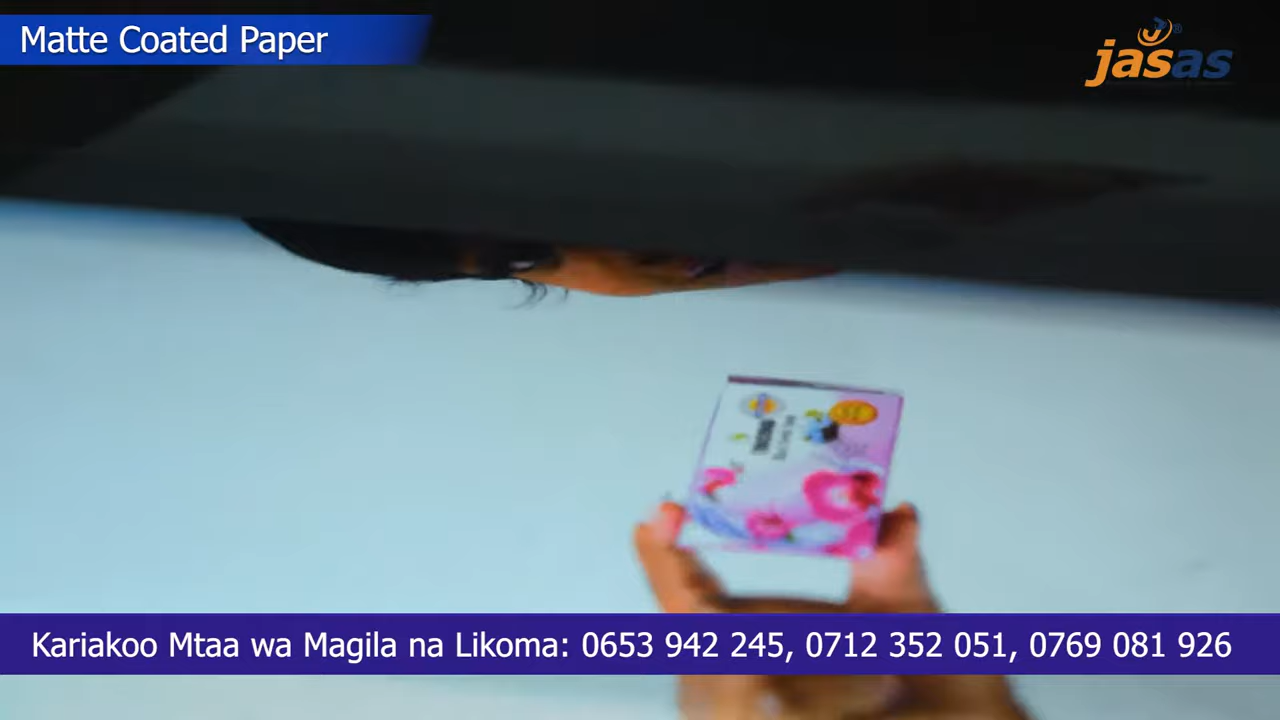 Matte Coated Paper
jasas
Kariakoo Mtaa wa Magila na Likoma: 0653 942 245, 0712 352 051, 0769 081 926